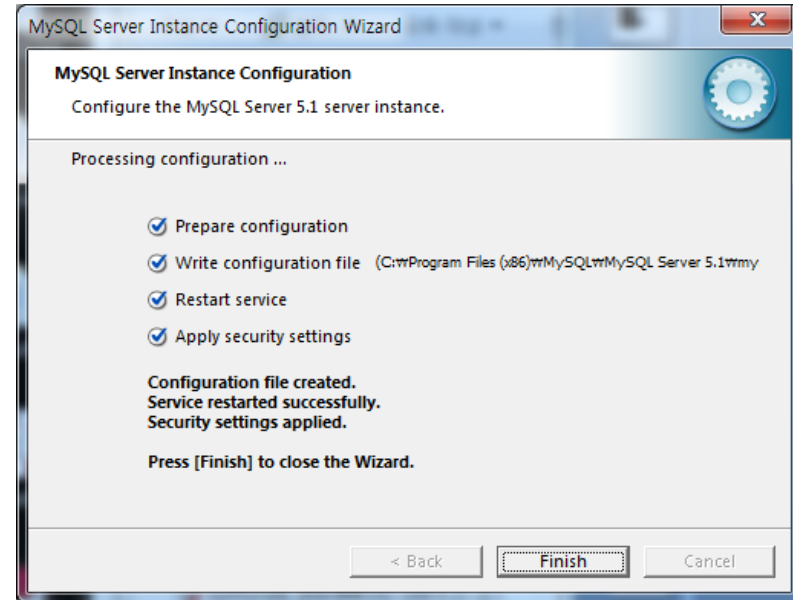 MySQL Server Instance Configuration Wizard
MySQL Server Instance Configuration
Configure the MySQL Server 5.1 server instance.
Processing configuration ...
Prepare configuration
Write configuration file (C:₩Program Files (x86)₩MySQL₩MySQL Server 5.1₩my
Restart service
Apply security settings
Configuration file created.
Service restarted successfully.
Security settings applied.
Press [Finish] to close the Wizard.
< Back Finish Cancel